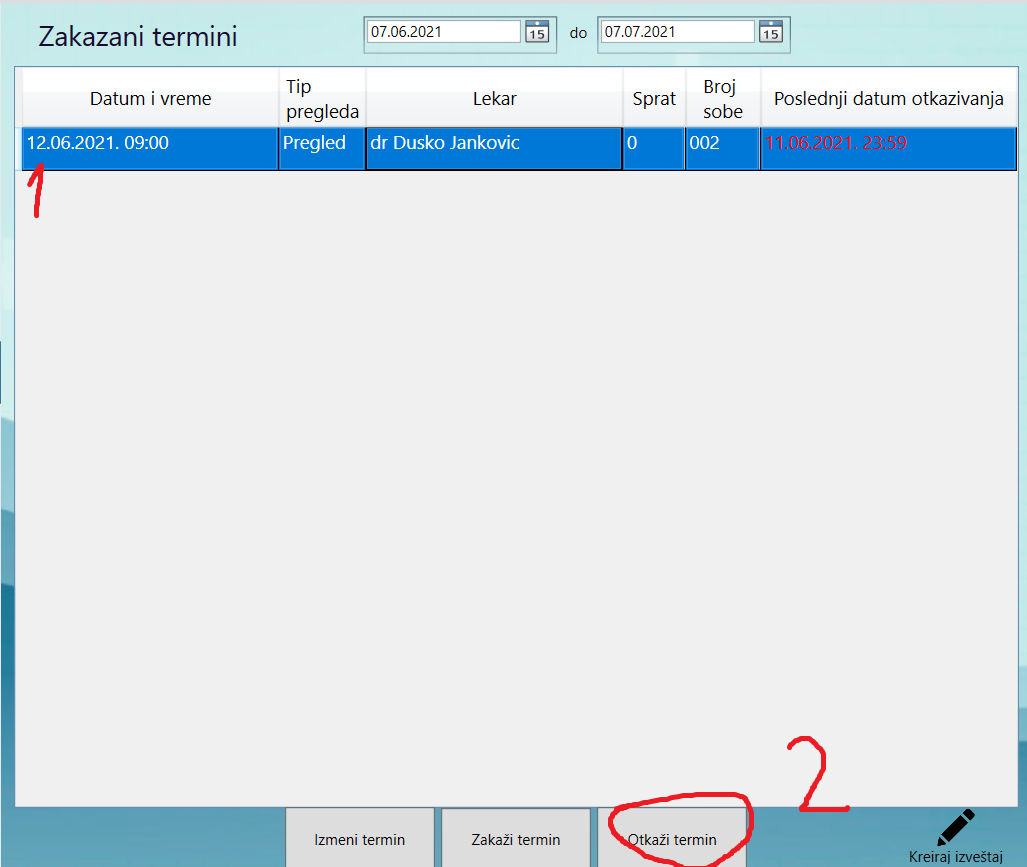 Zakazani termini
07.06.2021 15 do 07.07.2021 15
Datum i vreme Tip pregleda Lekar Sprat Broj sobe Poslednji datum otkazivanja
12.06.2021. 09:00 Pregled dr Dusko Jankovic 0 002 11.06.2021. 23:59
1
2
Izmeni termin Zakaži termin Otkaži termin
Kreiraj izveštaj